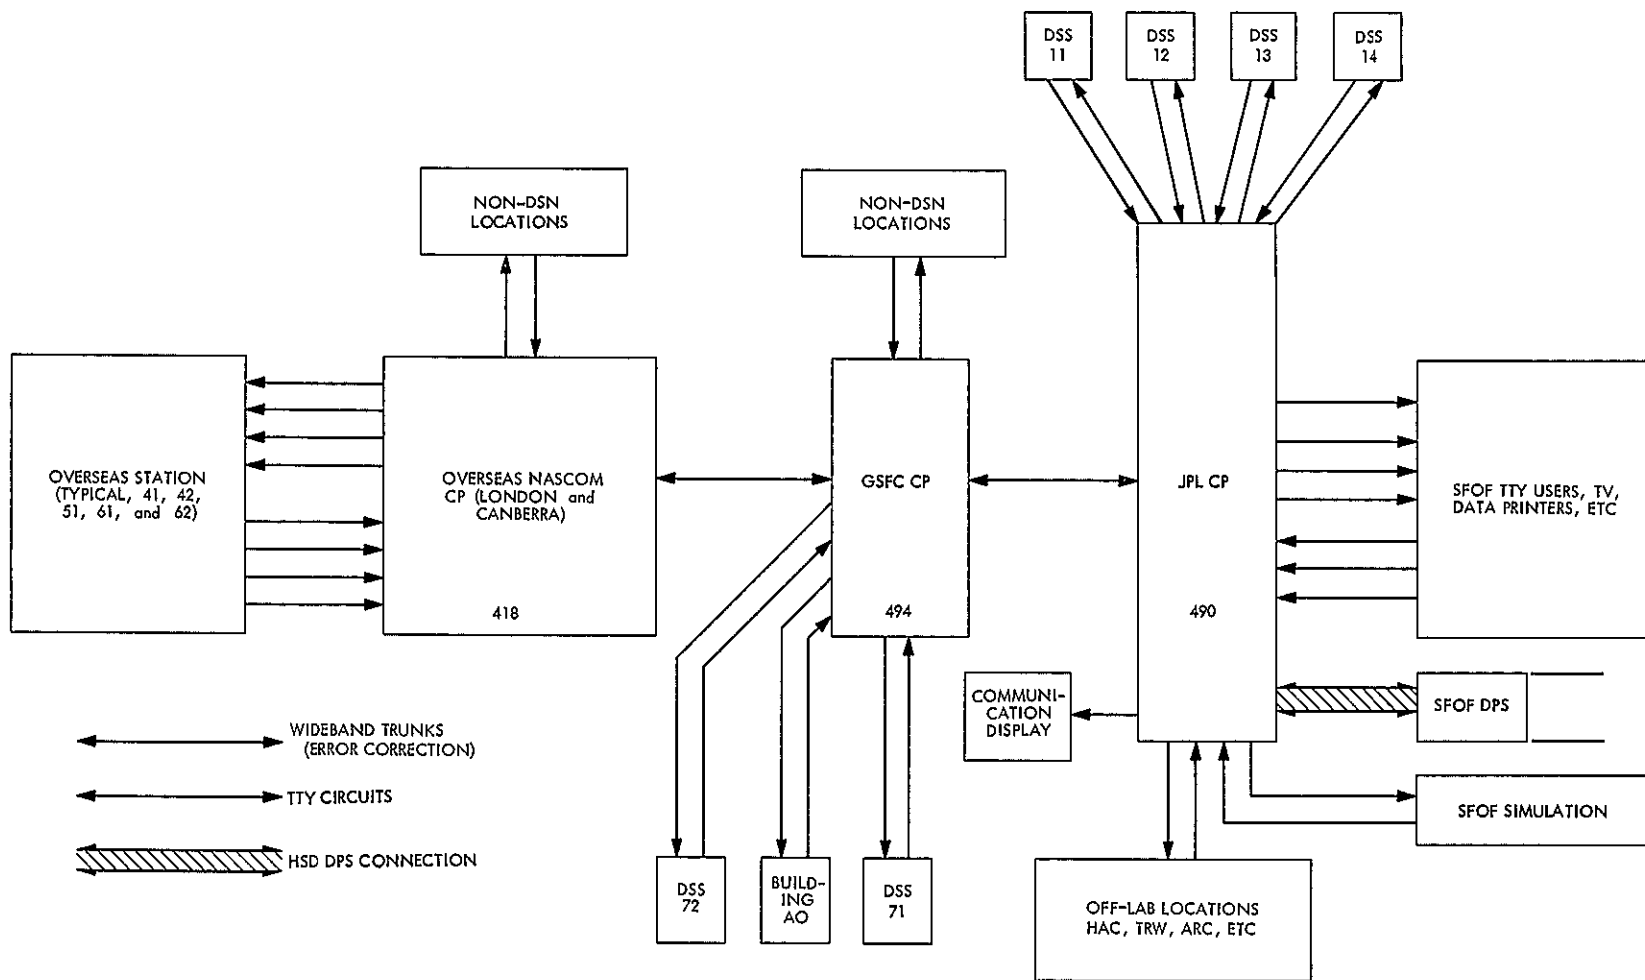 DSS
11
DSS
12
DSS
13
DSS
14
NON-DSN
LOCATIONS
NON-DSN
LOCATIONS
OVERSEAS STATION
(TYPICAL, 41, 42,
51, 61, and 62)
OVERSEAS NASCOM
CP (LONDON and
CANBERRA)
418
GSFC CP
494
JPL CP
490
SFOF TTY USERS, TV,
DATA PRINTERS, ETC
COMMUNI-
CATION
DISPLAY
SFOF DPS
SFOF SIMULATION
WIDEBAND TRUNKS
(ERROR CORRECTION)
TTY CIRCUITS
HSD DPS CONNECTION
DSS
72
BUILD-
ING
AO
DSS
71
OFF-LAB LOCATIONS
HAC, TRW, ARC, ETC